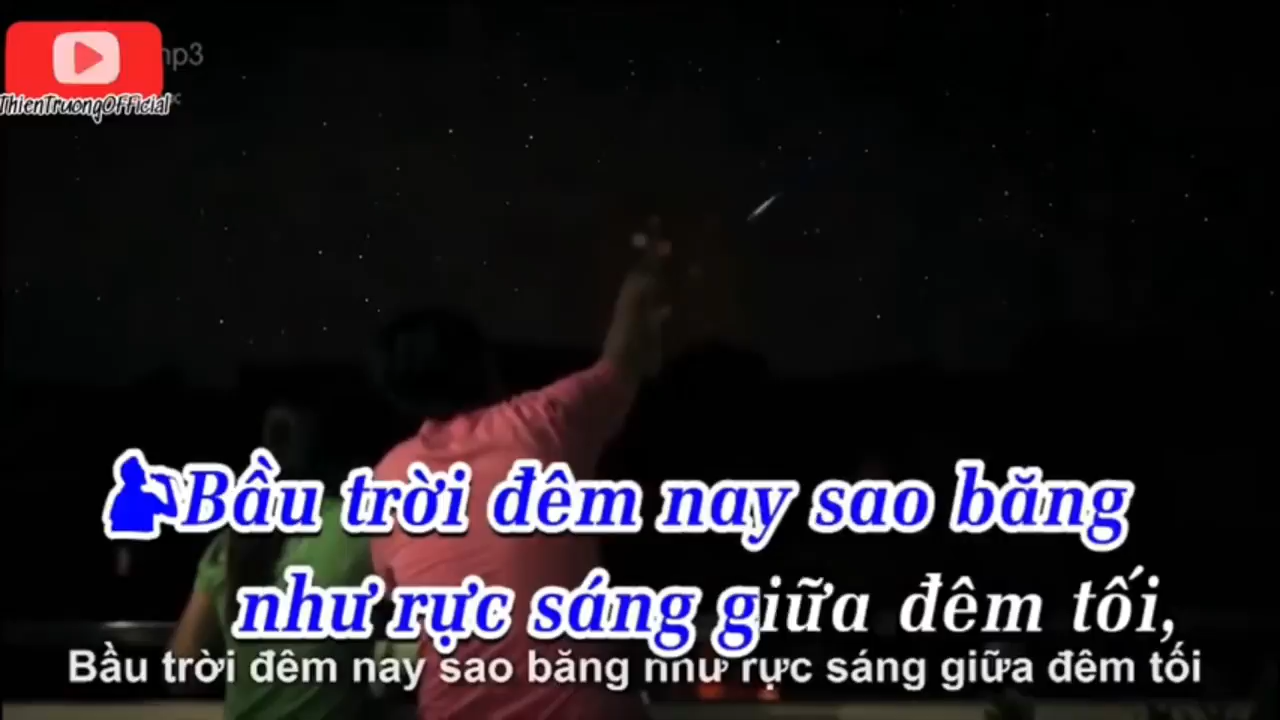 mp3
ThienTruongOFFicial
Bầu trời đêm nay sao băng
như rực sáng giữa đêm tối,
Bầu trời đêm nay sao băng như rực sáng giữa đêm tối